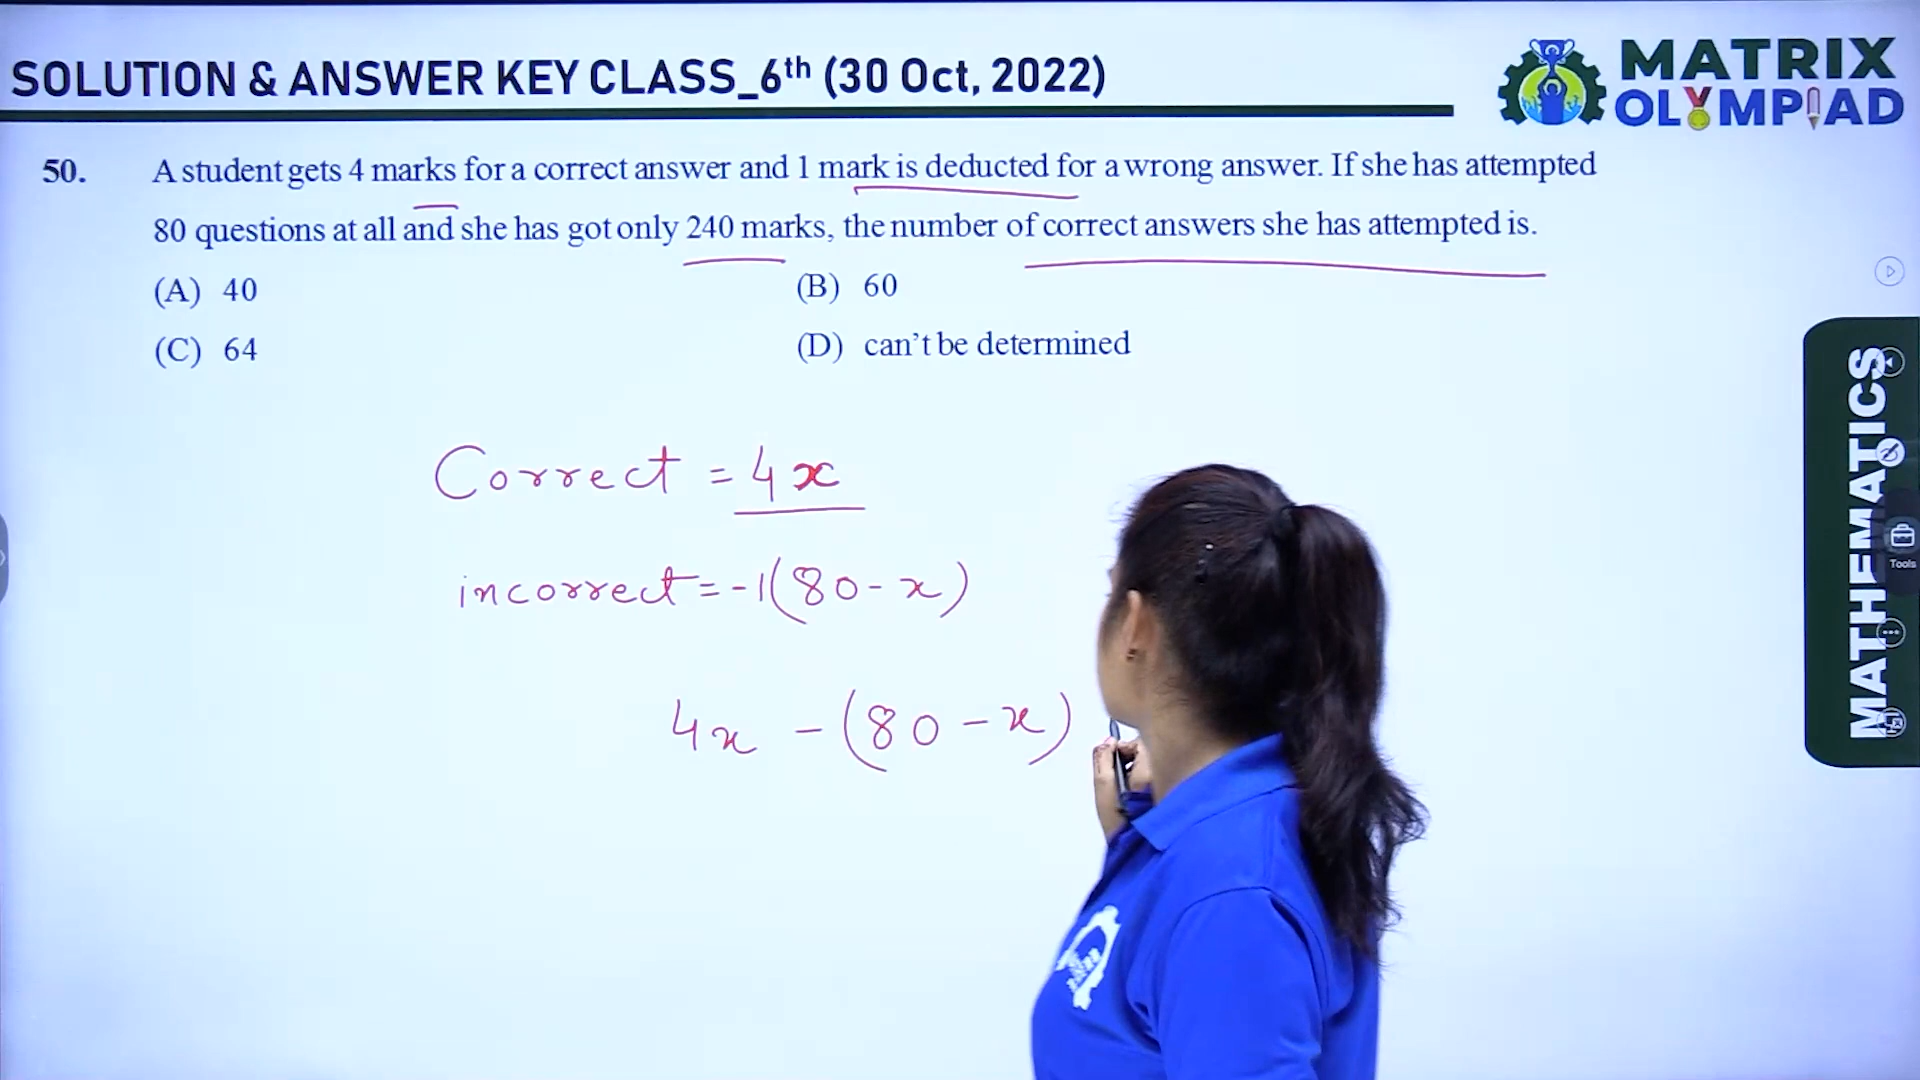 SOLUTION & ANSWER KEY CLASS_6th (30 Oct, 2022)
MATRIX
OLYMPIAD
50. A student gets 4 marks for a correct answer and 1 mark is deducted for a wrong answer. If she has attempted
80 questions at all and she has got only 240 marks, the number of correct answers she has attempted is.
(A) 40 (B) 60
(C) 64 (D) can't be determined
Correct = 4x
incorrect = -1(80-x)
4x - (80-x)
MATHEMATICS
Tools